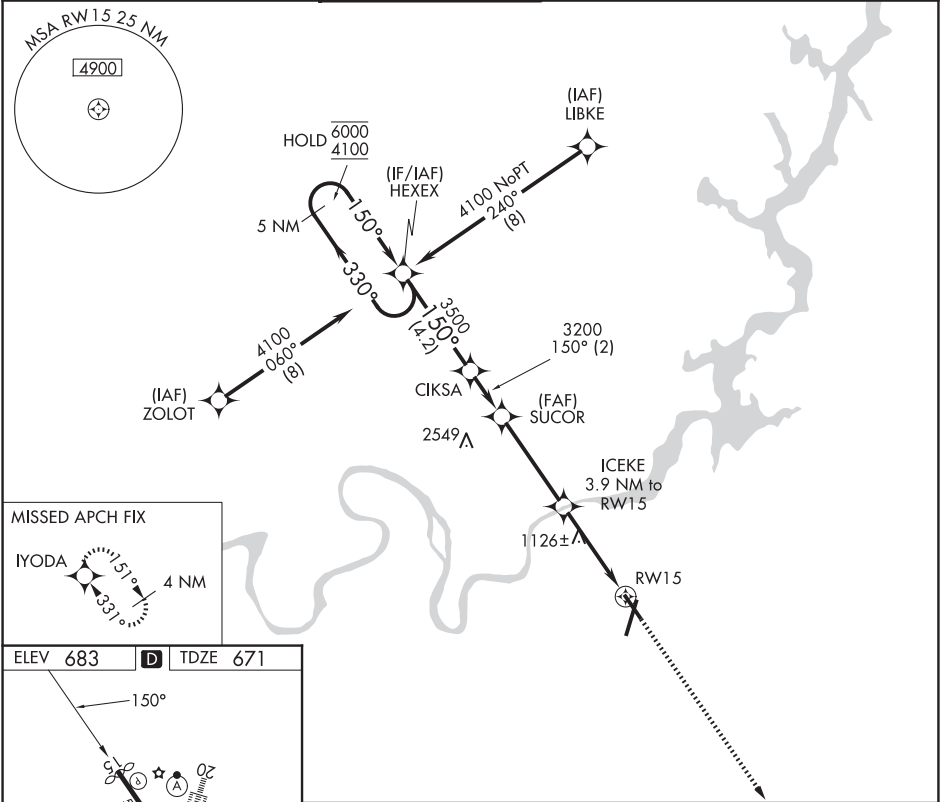 MSA RW15 25 NM
4900
(IAF)
LIBKE
HOLD 6000
4100
(IF/IAF)
HEXEX
4100 NoPT
240°
(8)
5 NM
150°
330°
3500
150°
(4.2)
4100
060°
(8)
3200
150° (2)
(IAF)
ZOLOT
CIKSA
(FAF)
SUCOR
2549
ICEKE
3.9 NM to
RW15
1126±
MISSED APCH FIX
IYODA
151°
4 NM
331°
RW15
ELEV 683
D
TDZE 671
150°
15
A
20